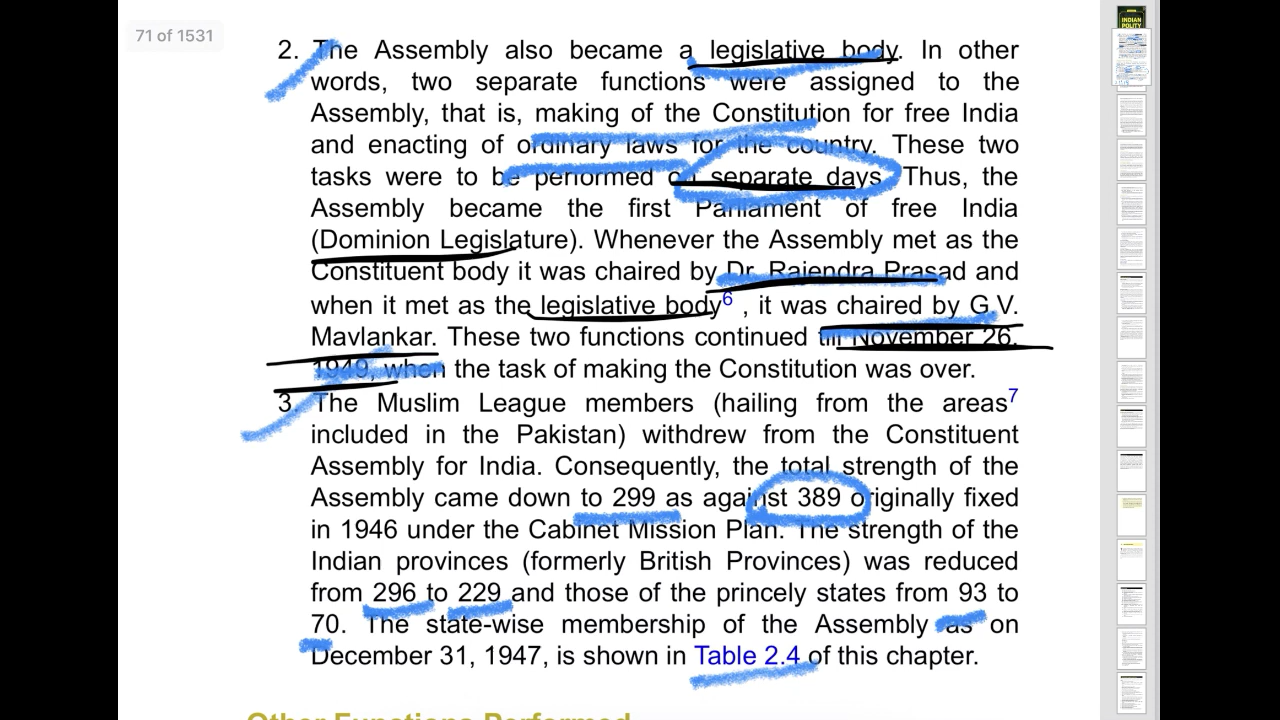 71 of 1531
INDIAN
POLITY
2. The Assembly also became a legislative body. In other
words, two separate functions were assigned to the
Assembly, that is, making of the Constitution for free India
and enacting of ordinary laws for the country. These two
tasks were to be performed on separate days. Thus, the
Assembly became the first Parliament of free India
(Dominion Legislature). Whenever the Assembly met as the
Constituent body it was chaired by Dr. Rajendra Prasad and
when it met as the legislative body6 it was chaired by G.V.
Mavlankar. These two functions continued till November 26,
1949, when the task of making the Constitution was over.
3. The Muslim League members (hailing from the areas7
included in the Pakistan) withdrew from the Constituent
Assembly for India. Consequently, the total strength of the
Assembly came down to 299 as against 389 originally fixed
in 1946 under the Cabinet Mission Plan. The strength of the
Indian provinces (formerly British Provinces) was reduced
from 296 to 229 and those of the princely states from 93 to
70. The state-wise membership of the Assembly as on
December 31, 1947, is shown in Table 2.4 of this chapter.
Other Functions Performed